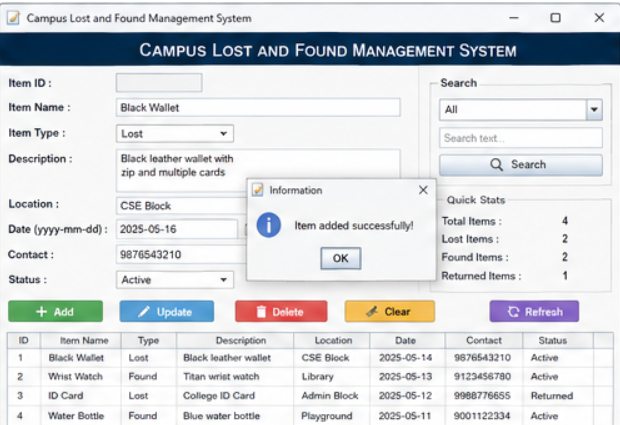 Campus Lost and Found Management System
CAMPUS LOST AND FOUND MANAGEMENT SYSTEM
Item ID :
Item Name : Black Wallet
Item Type : Lost
Description : Black leather wallet with
zip and multiple cards
Location : CSE Block
Date (yyyy-mm-dd) : 2025-05-16
Contact : 9876543210
Status : Active
Search
All
Search text...
Search
Information
Item added successfully!
OK
Quick Stats
Total Items : 4
Lost Items : 2
Found Items : 2
Returned Items : 1
+ Add Update Delete Clear Refresh
ID Item Name Type Description Location Date Contact Status
1 Black Wallet Lost Black leather wallet CSE Block 2025-05-14 9876543210 Active
2 Wrist Watch Found Titan wrist watch Library 2025-05-13 9123456780 Active
3 ID Card Lost College ID Card Admin Block 2025-05-12 9988776655 Returned
4 Water Bottle Found Blue water bottle Playground 2025-05-11 9001122334 Active